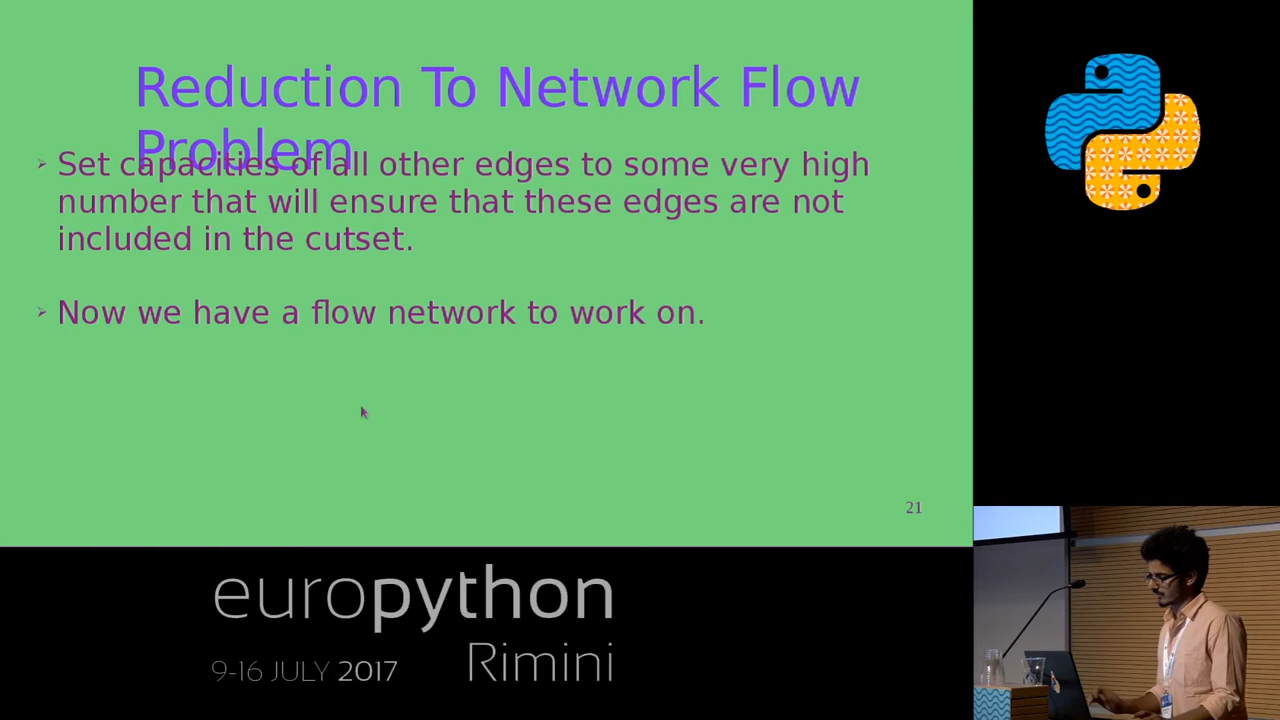 Reduction To Network Flow
Problem
➢ Set capacities of all other edges to some very high
number that will ensure that these edges are not
included in the cutset.
➢ Now we have a flow network to work on.
21
europython
Rimini
9-16 JULY 2017